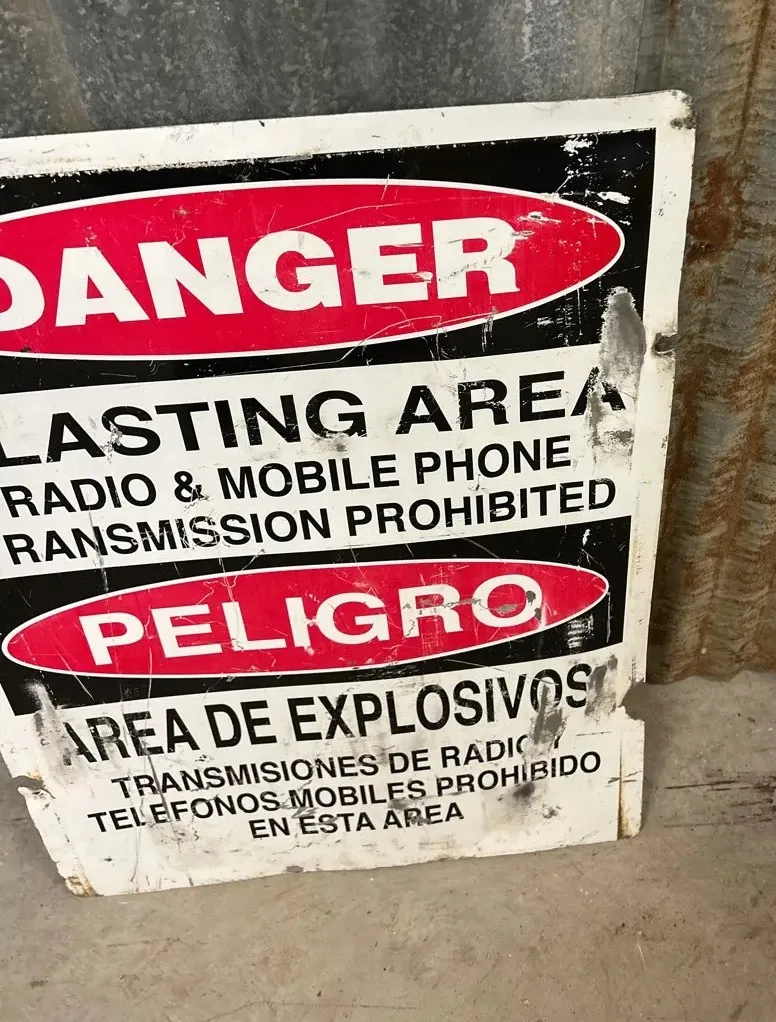 DANGER
LASTING AREA
RADIO & MOBILE PHONE
RANSMISSION PROHIBITED
PELIGRO
AREA DE EXPLOSIVOS
TRANSMISIONES DE RADIO Y
TELEFONOS MOBILES PROHIBIDO
EN ESTA AREA